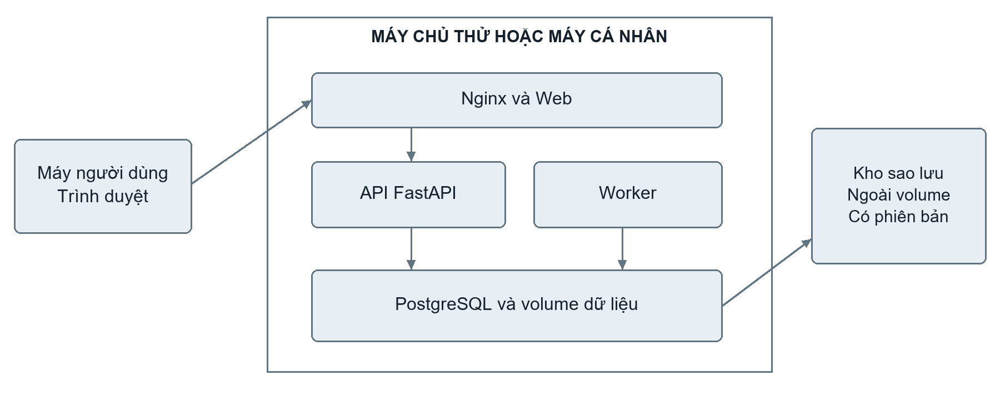 MÁY CHỦ THỬ HOẶC MÁY CÁ NHÂN
Nginx và Web
Máy người dùng
Trình duyệt
API FastAPI
Worker
Kho sao lưu
Ngoài volume
Có phiên bản
PostgreSQL và volume dữ liệu